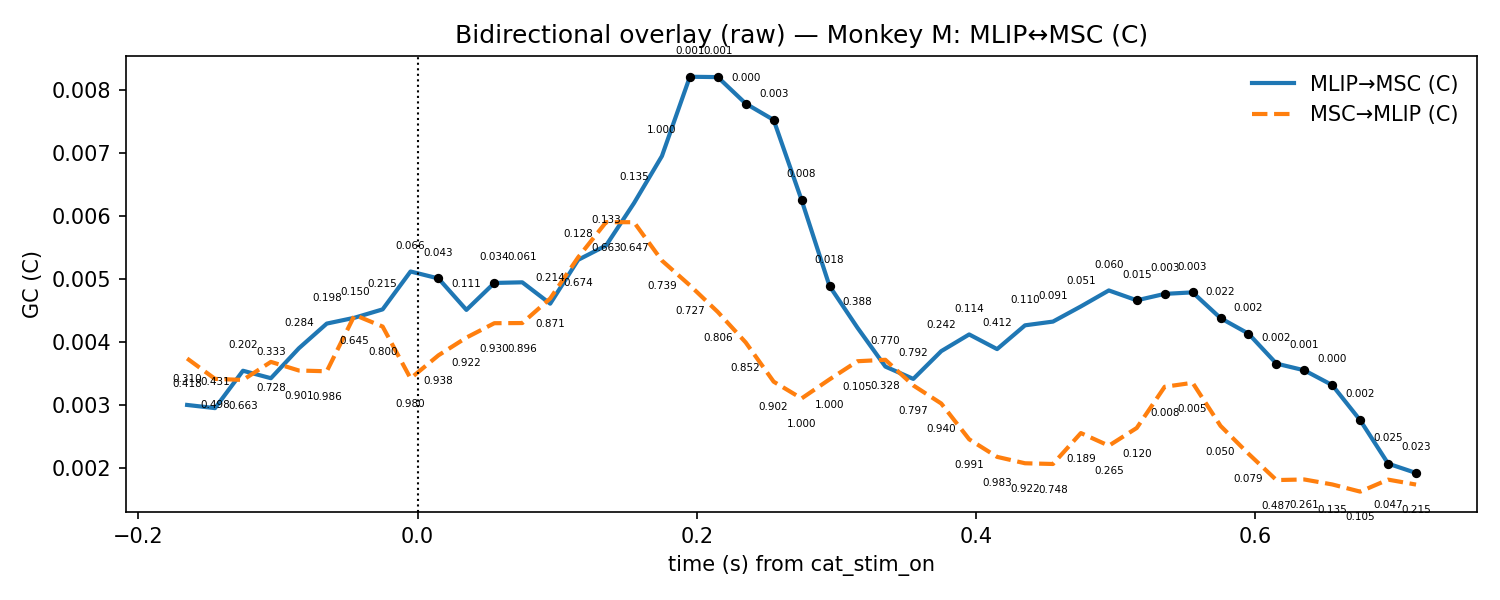 Bidirectional overlay (raw) — Monkey M: MLIP↔MSC (C)
MLIP→MSC (C)
MSC→MLIP (C)
GC (C)
0.008
0.007
0.006
0.005
0.004
0.003
0.002
0.418 0.431 0.202 0.333 0.284 0.198 0.150 0.215 0.066 0.043 0.111 0.034 0.061 0.214 0.128 0.133 0.135 1.000 0.001 0.001 0.000 0.003 0.008 0.018 0.388 0.770 0.792 0.242 0.114 0.412 0.110 0.091 0.051 0.060 0.015 0.003 0.003 0.022 0.002 0.002 0.001 0.000 0.002 0.025 0.023
0.498 0.663 0.728 0.901 0.986 0.645 0.800 0.980 0.938 0.922 0.930 0.896 0.871 0.674 0.663 0.647 0.739 0.727 0.806 0.852 0.902 1.000 1.000 0.105 0.328 0.797 0.940 0.991 0.983 0.922 0.748 0.189 0.265 0.120 0.008 0.005 0.050 0.079 0.487 0.261 0.135 0.105 0.047 0.215
−0.2 0.0 0.2 0.4 0.6
time (s) from cat_stim_on